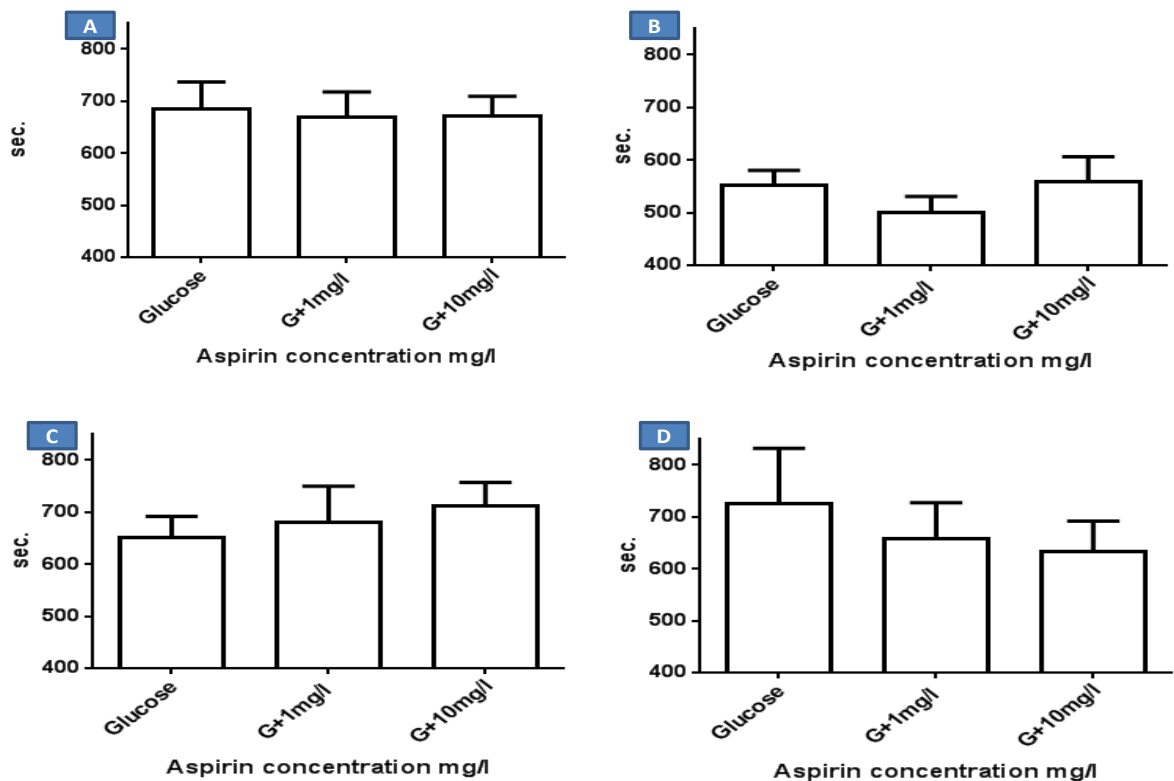 A
800
700
600
500
400
sec.
Glucose
G+1mg/l
G+10mg/l
Aspirin concentration mg/l
B
800
700
600
500
400
sec.
Glucose
G+1mg/l
G+10mg/l
Aspirin concentration mg/l
C
800
700
600
500
400
sec.
Glucose
G+1mg/l
G+10mg/l
Aspirin concentration mg/l
D
800
700
600
500
400
sec.
Glucose
G+1mg/l
G+10mg/l
Aspirin concentration mg/l